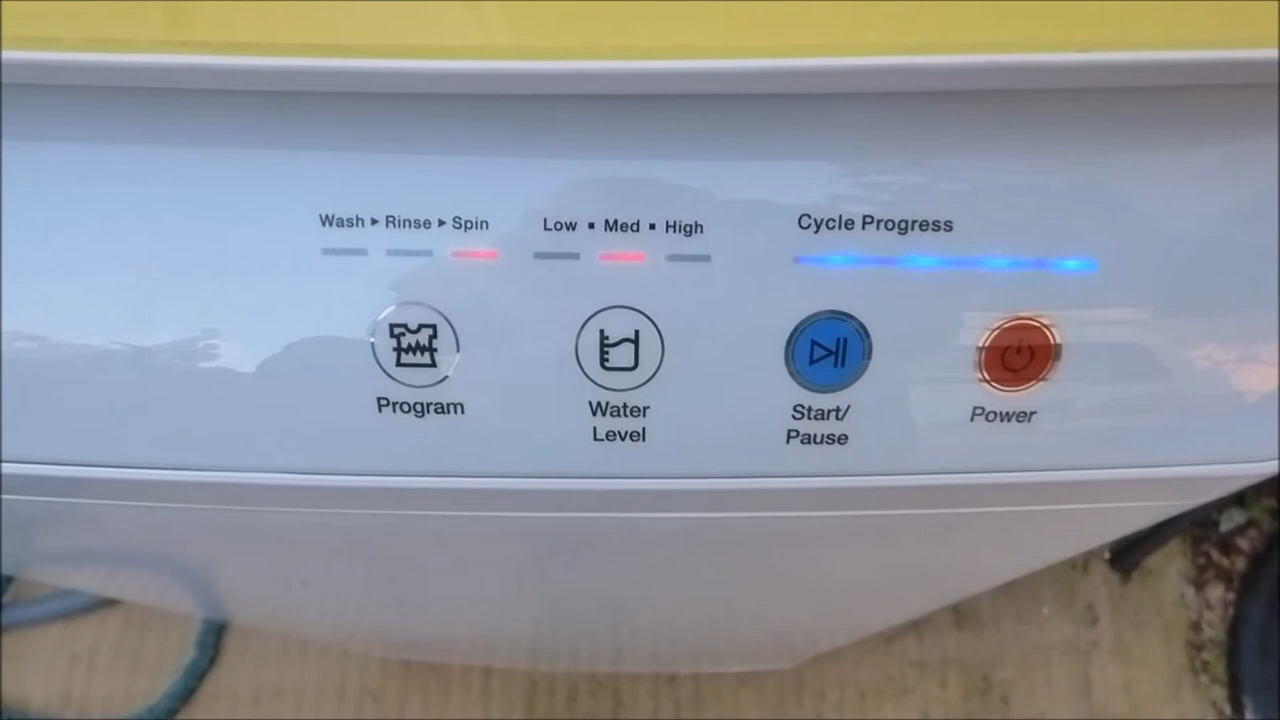 Wash ▶ Rinse ▶ Spin
Low ▪ Med ▪ High
Cycle Progress
Program
Water
Level
Start/
Pause
Power